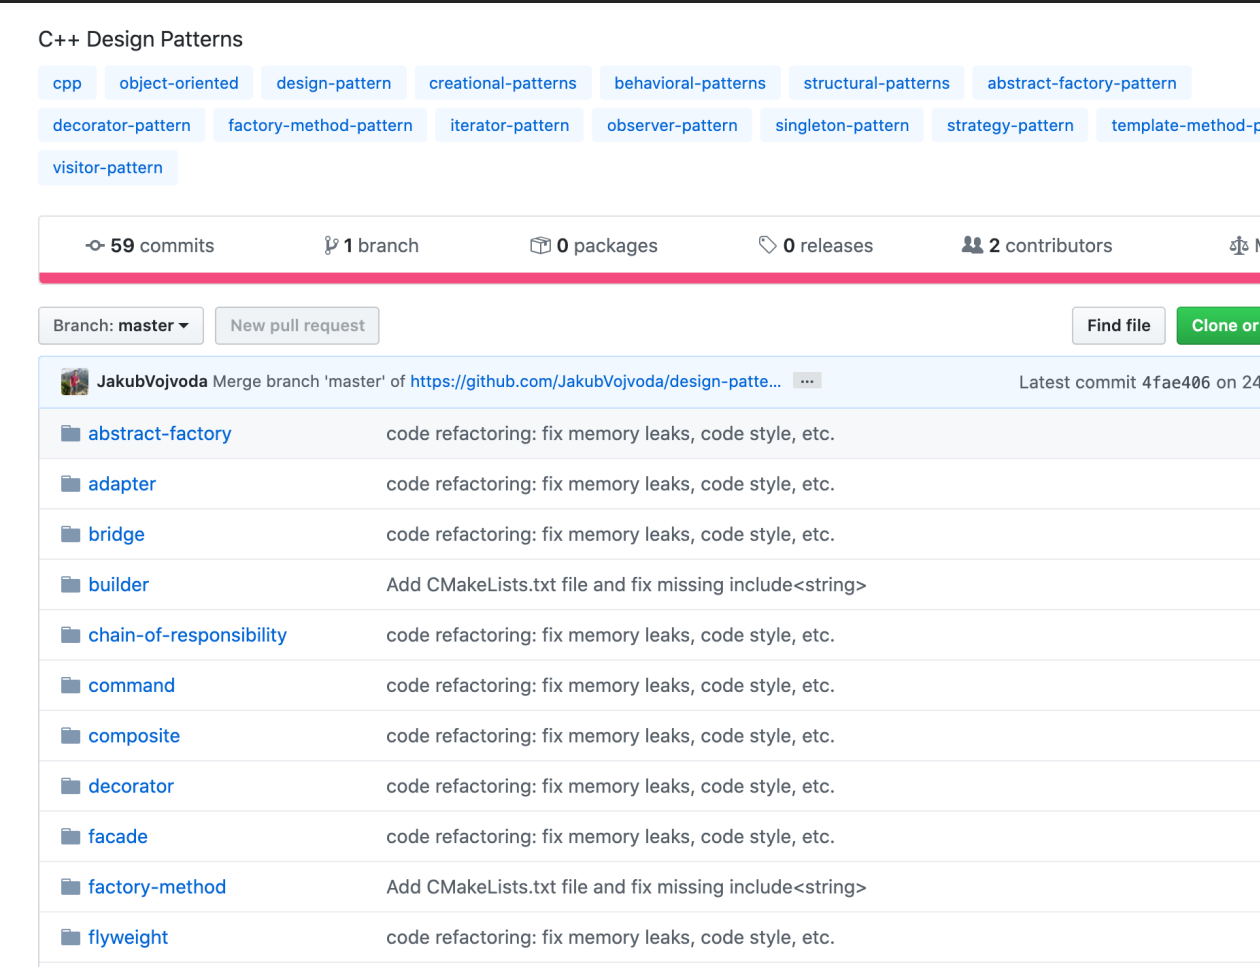 C++ Design Patterns
cpp object-oriented design-pattern creational-patterns behavioral-patterns structural-patterns abstract-factory-pattern
decorator-pattern factory-method-pattern iterator-pattern observer-pattern singleton-pattern strategy-pattern template-method-p
visitor-pattern
59 commits 1 branch 0 packages 0 releases 2 contributors
Branch: master New pull request Find file Clone or
JakubVojvoda Merge branch 'master' of https://github.com/JakubVojvoda/design-patte... ... Latest commit 4fae406 on 24
abstract-factory code refactoring: fix memory leaks, code style, etc.
adapter code refactoring: fix memory leaks, code style, etc.
bridge code refactoring: fix memory leaks, code style, etc.
builder Add CMakeLists.txt file and fix missing include<string>
chain-of-responsibility code refactoring: fix memory leaks, code style, etc.
command code refactoring: fix memory leaks, code style, etc.
composite code refactoring: fix memory leaks, code style, etc.
decorator code refactoring: fix memory leaks, code style, etc.
facade code refactoring: fix memory leaks, code style, etc.
factory-method Add CMakeLists.txt file and fix missing include<string>
flyweight code refactoring: fix memory leaks, code style, etc.